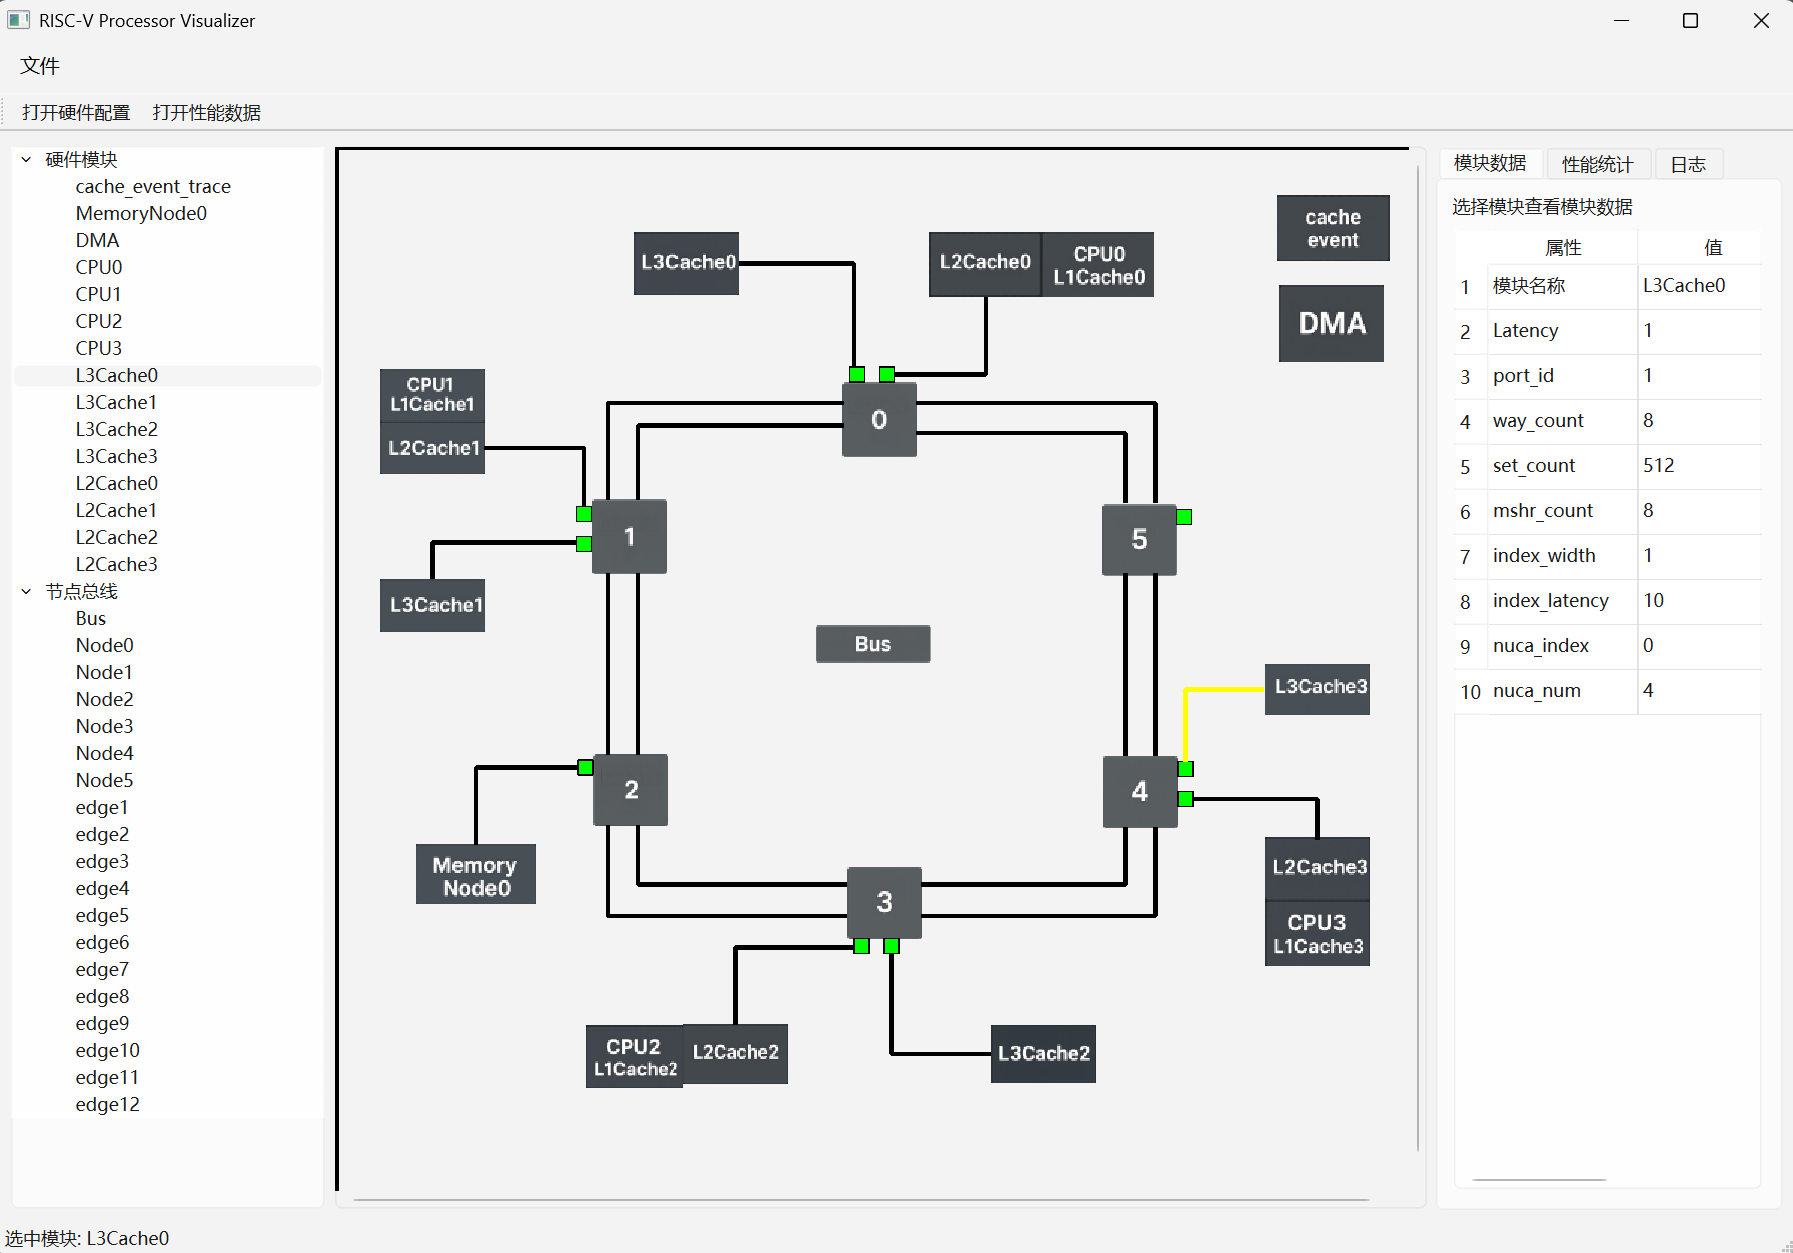 RISC-V Processor Visualizer
文件
打开硬件配置 打开性能数据
硬件模块
cache_event_trace
MemoryNode0
DMA
CPU0
CPU1
CPU2
CPU3
L3Cache0
L3Cache1
L3Cache2
L3Cache3
L2Cache0
L2Cache1
L2Cache2
L2Cache3
节点总线
Bus
Node0
Node1
Node2
Node3
Node4
Node5
edge1
edge2
edge3
edge4
edge5
edge6
edge7
edge8
edge9
edge10
edge11
edge12
L3Cache0
L2Cache0
CPU0
L1Cache0
cache
event
DMA
CPU1
L1Cache1
L2Cache1
0
1
5
L3Cache1
Bus
L3Cache3
2
4
Memory
Node0
3
L2Cache3
CPU3
L1Cache3
CPU2
L1Cache2
L2Cache2
L3Cache2
模块数据 性能统计 日志
选择模块查看模块数据
属性 值
1 模块名称 L3Cache0
2 Latency 1
3 port_id 1
4 way_count 8
5 set_count 512
6 mshr_count 8
7 index_width 1
8 index_latency 10
9 nuca_index 0
10 nuca_num 4
选中模块: L3Cache0